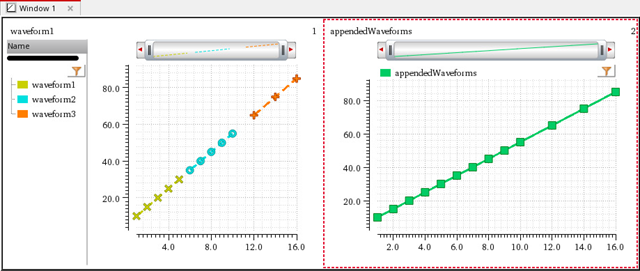 Window 1
waveform1
1
Name
waveform1
waveform2
waveform3
80.0
60.0
40.0
20.0
4.0 8.0 12.0 16.0
appendedWaveforms
2
appendedWaveforms
80.0
60.0
40.0
20.0
2.0 4.0 6.0 8.0 10.0 12.0 14.0 16.0